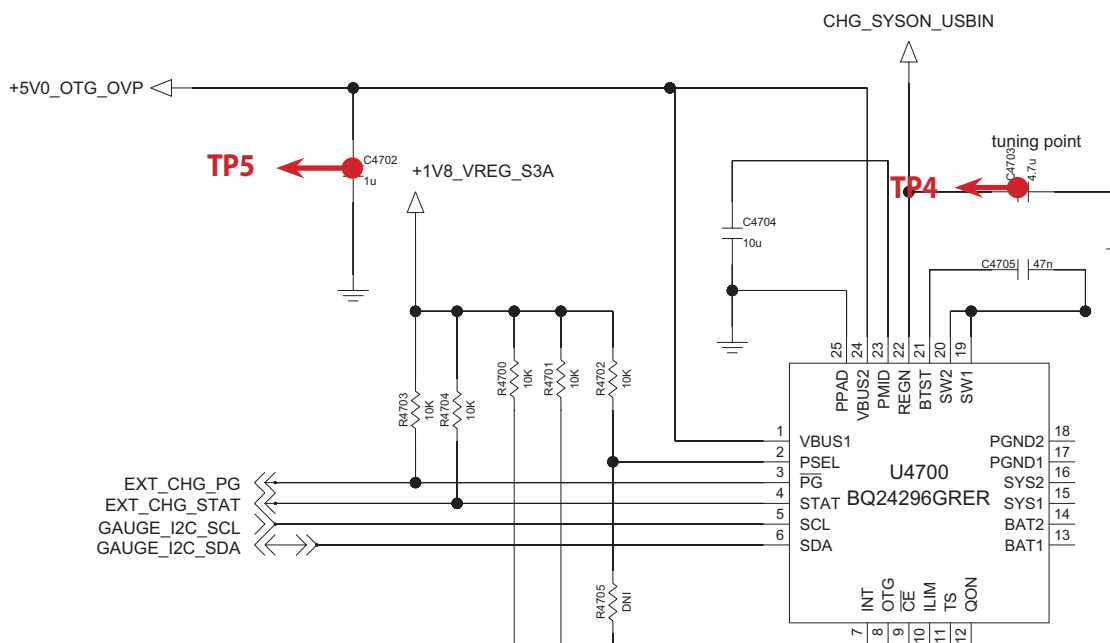 CHG_SYSON_USBIN
+5V0_OTG_OVP
tuning point
TP5
C4702
1u
+1V8_VREG_S3A
C4703
4.7u
TP4
C4704
10u
C4705
47n
R4703
10K
R4704
10K
R4700
10K
R4701
10K
R4702
10K
25
24
23
22
21
20
19
PPAD
VBUS2
PMID
REGN
BTST
SW2
SW1
1
VBUS1
PGND2
18
2
PSEL
PGND1
17
EXT_CHG_PG
3
PG
SYS2
16
EXT_CHG_STAT
4
STAT
SYS1
15
GAUGE_I2C_SCL
5
SCL
BAT2
14
GAUGE_I2C_SDA
6
SDA
BAT1
13
U4700
BQ24296GRER
R4705
DNI
INT
OTG
CE
ILIM
TS
QON
7
8
9
10
11
12